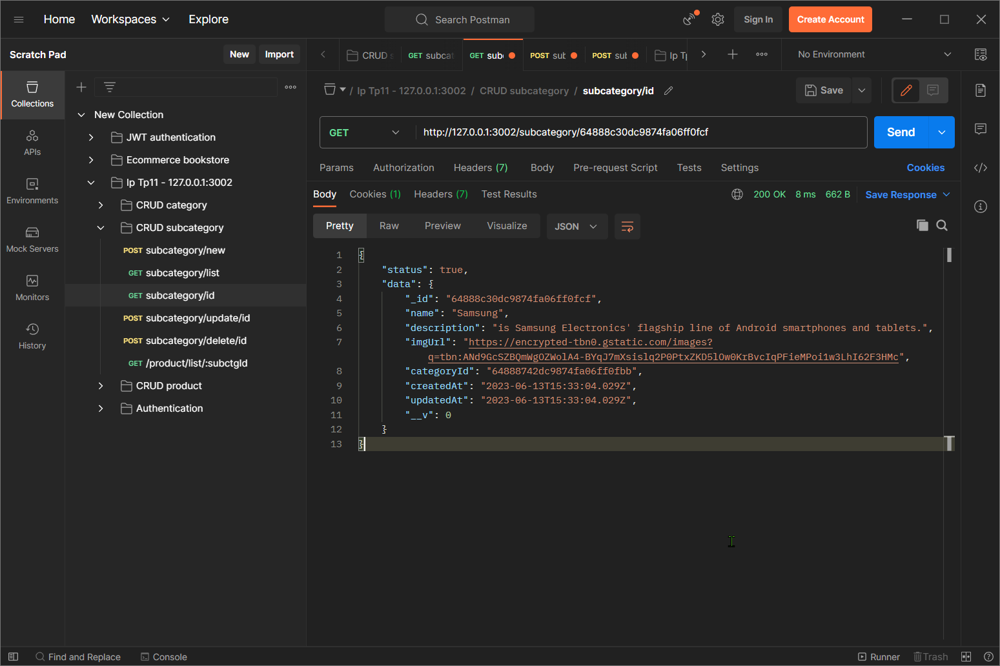 Home Workspaces Explore Search Postman Sign In Create Account
Scratch Pad New Import
CRUD s GET subcat GET sub POST sub POST sub Ip Tp No Environment
Collections
APIs
Environments
Mock Servers
Monitors
History
New Collection
JWT authentication
Ecommerce bookstore
Ip Tp11 - 127.0.0.1:3002
CRUD category
CRUD subcategory
POST subcategory/new
GET subcategory/list
GET subcategory/id
POST subcategory/update/id
POST subcategory/delete/id
GET /product/list/:subctgId
CRUD product
Authentication
/ Ip Tp11 - 127.0.0.1:3002 / CRUD subcategory / subcategory/id Save
GET http://127.0.0.1:3002/subcategory/64888c30dc9874fa06ff0fcf Send
Params Authorization Headers (7) Body Pre-request Script Tests Settings Cookies
Body Cookies (1) Headers (7) Test Results 200 OK 8 ms 662 B Save Response
Pretty Raw Preview Visualize JSON
1 {
2 "status": true,
3 "data": {
4 "_id": "64888c30dc9874fa06ff0fcf",
5 "name": "Samsung",
6 "description": "is Samsung Electronics' flagship line of Android smartphones and tablets.",
7 "imgUrl": "https://encrypted-tbn0.gstatic.com/images?
q=tbn:ANd9GcSZBQmWgOZWolA4-BYqJ7mXsislq2P0PtxZKD5lOw0KrBvcIqPFieMPoi1w3LhI62F3HMc",
8 "categoryId": "64888742dc9874fa06ff0fbb",
9 "createdAt": "2023-06-13T15:33:04.029Z",
10 "updatedAt": "2023-06-13T15:33:04.029Z",
11 "__v": 0
12 }
13 }
Find and Replace Console Runner Trash